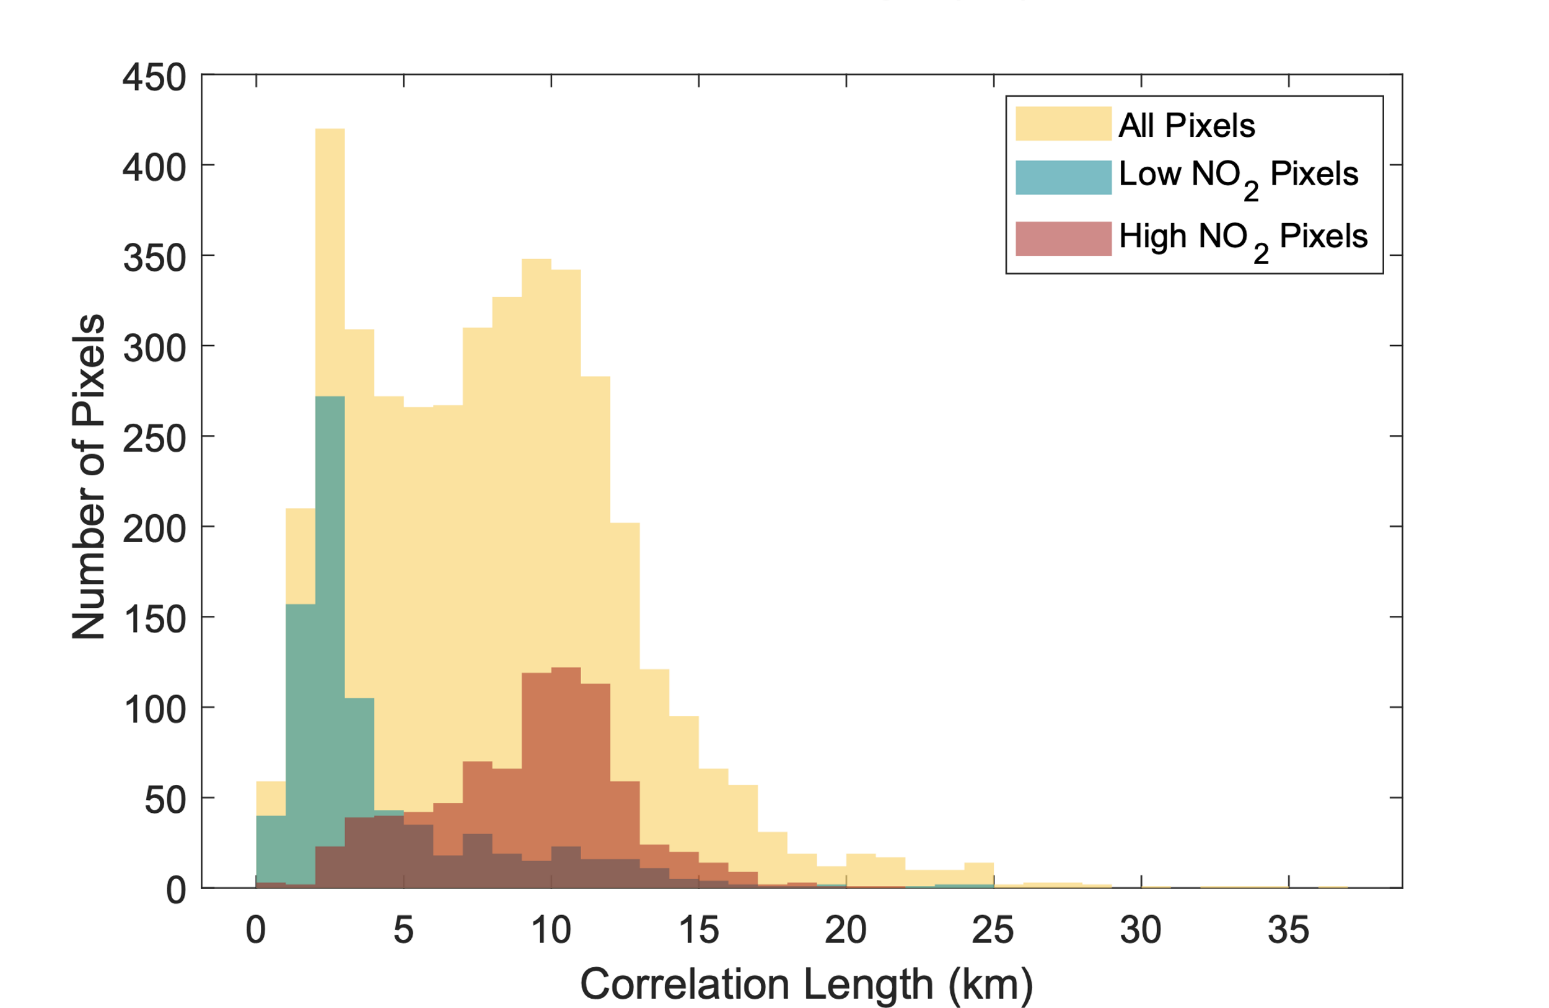 450
400
350
300
250
200
150
100
50
0
Number of Pixels
All Pixels
Low NO2 Pixels
High NO2 Pixels
0 5 10 15 20 25 30 35
Correlation Length (km)